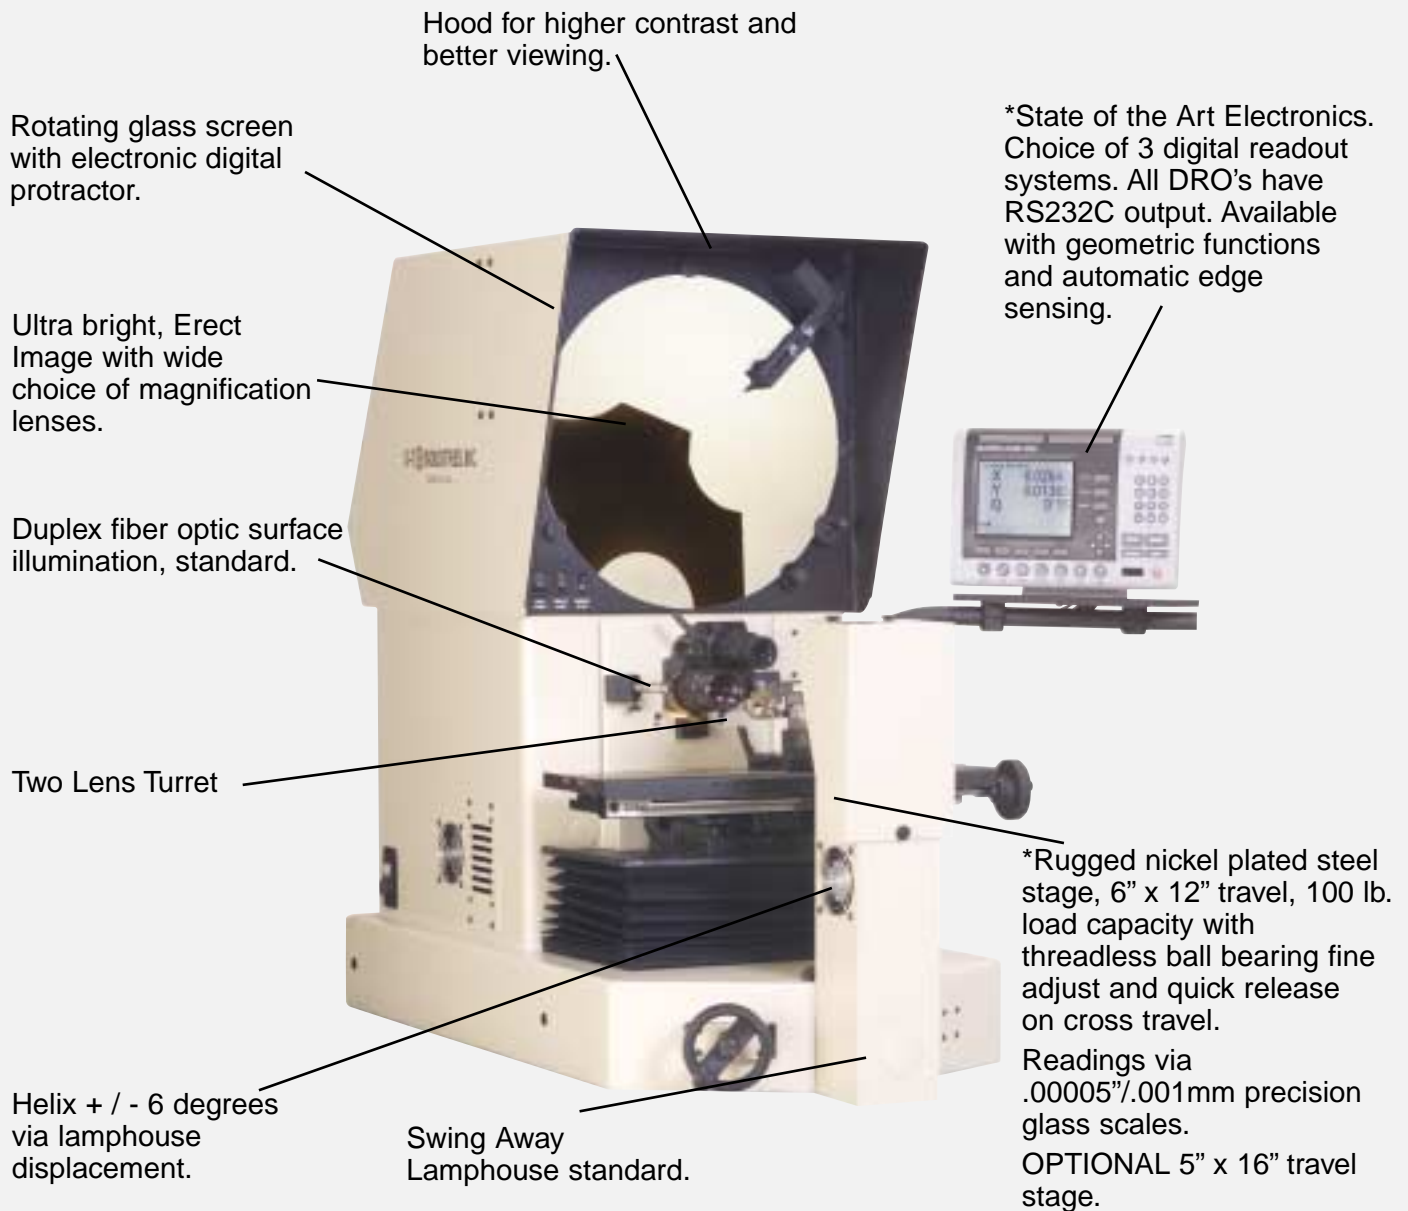 Hood for higher contrast and
better viewing.
Rotating glass screen
with electronic digital
protractor.
*State of the Art Electronics.
Choice of 3 digital readout
systems. All DRO’s have
RS232C output. Available
with geometric functions
and automatic edge
sensing.
Ultra bright, Erect
Image with wide
choice of magnification
lenses.
Duplex fiber optic surface
illumination, standard.
Two Lens Turret
*Rugged nickel plated steel
stage, 6” x 12” travel, 100 lb.
load capacity with
threadless ball bearing fine
adjust and quick release
on cross travel.
Readings via
.00005”/.001mm precision
glass scales.
OPTIONAL 5” x 16” travel
stage.
Helix + / - 6 degrees
via lamphouse
displacement.
Swing Away
Lamphouse standard.
X
Y
Q